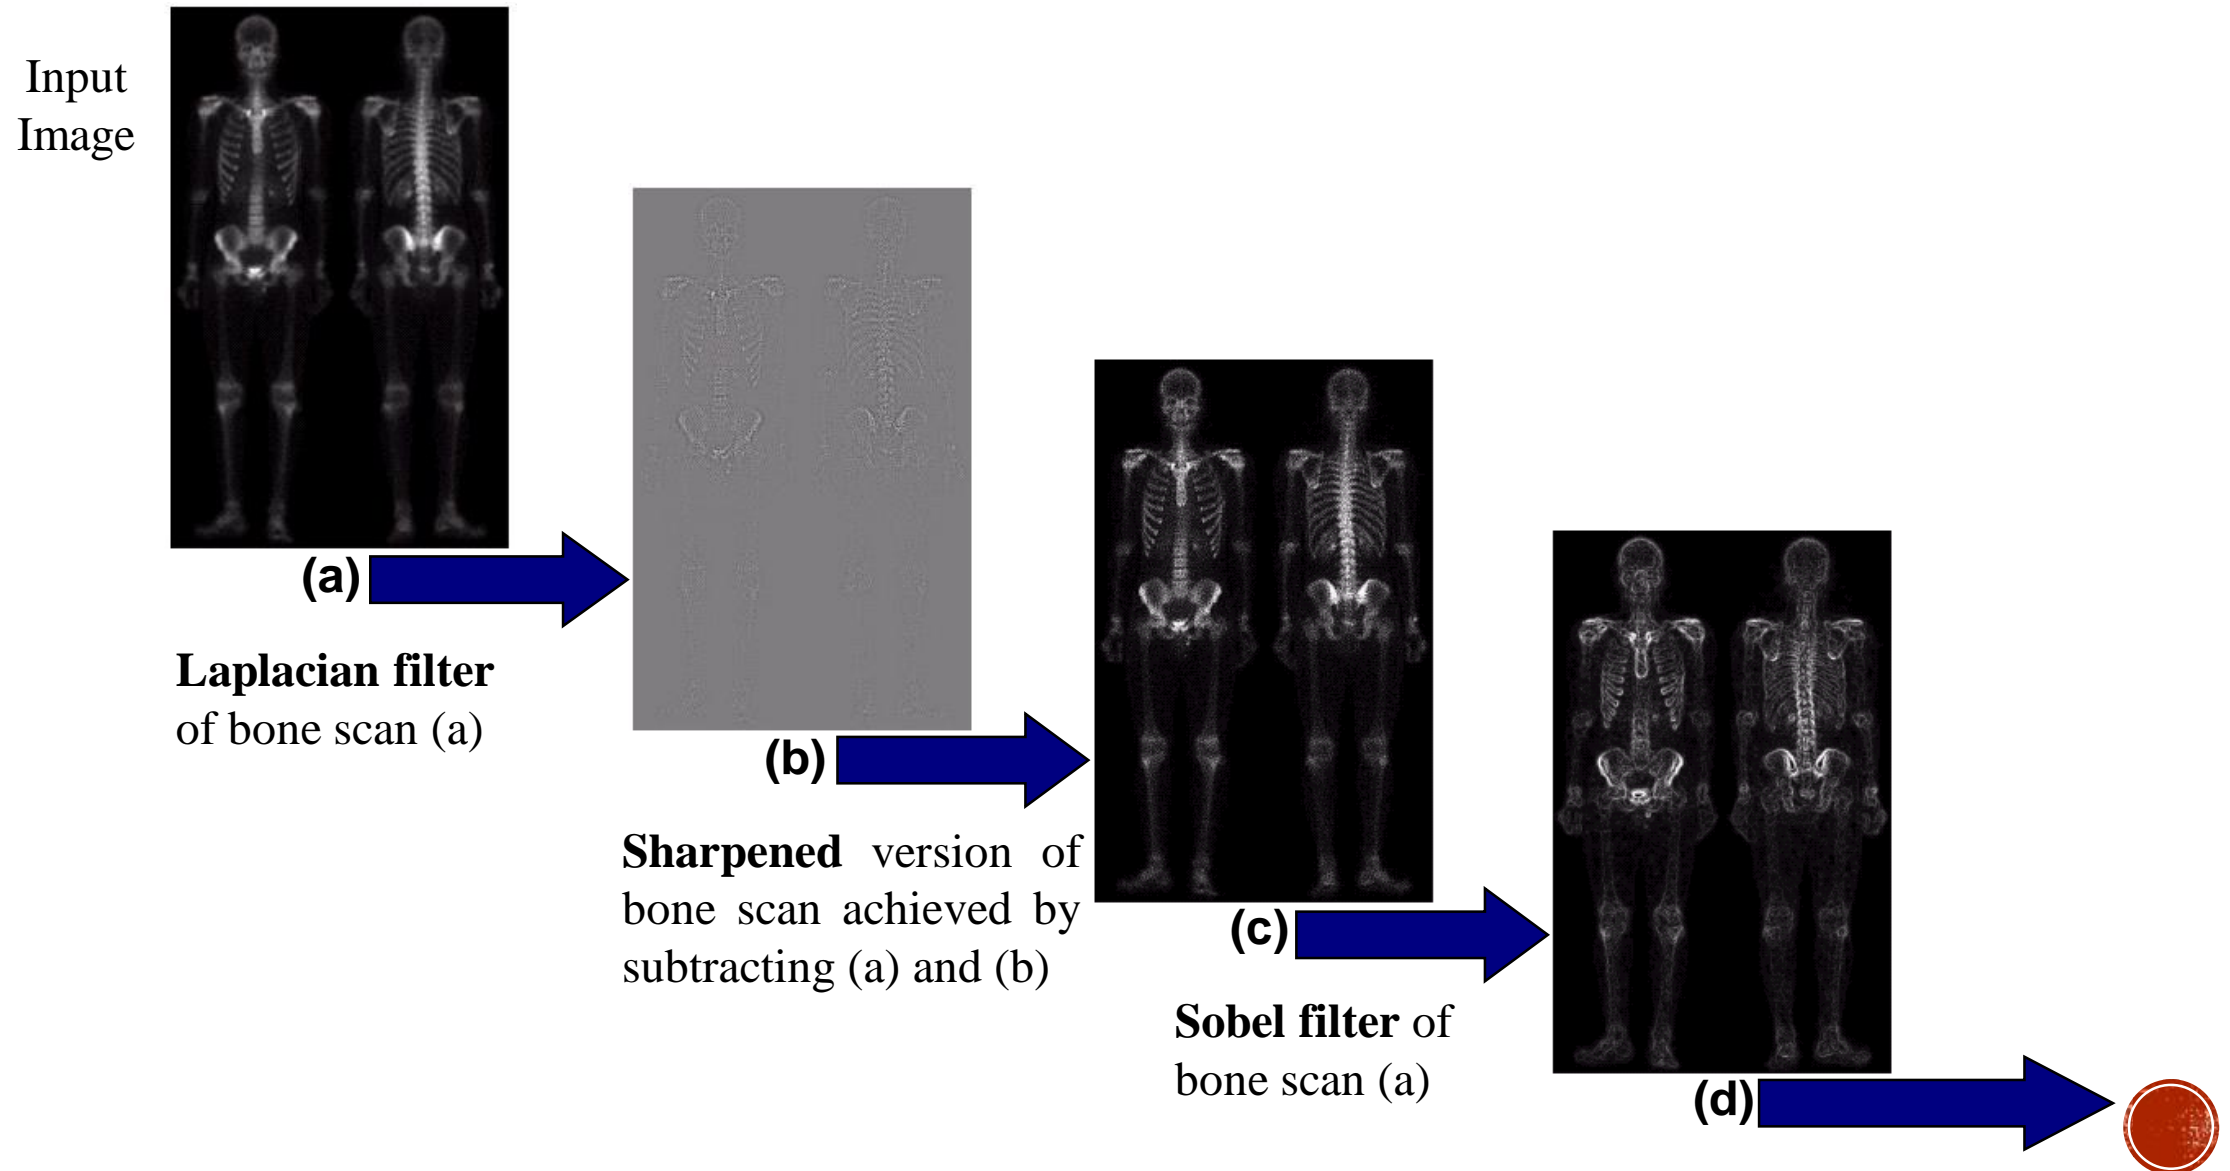 Input
Image
(a)
Laplacian filter
of bone scan (a)
(b)
Sharpened version of
bone scan achieved by
subtracting (a) and (b)
(c)
Sobel filter of
bone scan (a)
(d)